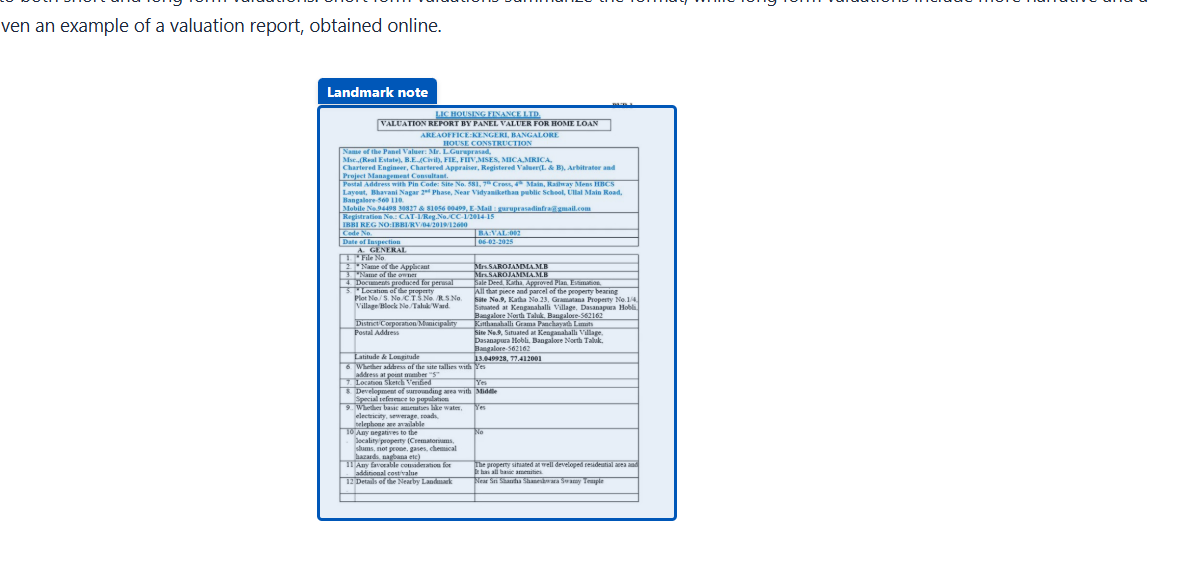 ven an example of a valuation report, obtained online.
Landmark note
LIC HOUSING FINANCE LTD.
VALUATION REPORT BY PANEL VALUER FOR HOME LOAN
AREAOFFICE:KENGERI, BANGALORE
HOUSE CONSTRUCTION
Name of the Panel Valuer: Mr. L.Guruprasad,
Msc.,(Real Estate), B.E.,(Civil), FIE, FIIV,MSES, MICA,MRICA,
Chartered Engineer, Chartered Appraiser, Registered Valuer(L & B), Arbitrator and
Project Management Consultant.
Postal Address with Pin Code: Site No. 581, 7th Cross, 4th Main, Railway Mens HBCS
Layout, Bhavani Nagar 2nd Phase, Near Vidyanikethan public School, Ullal Main Road,
Bangalore-560 110.
Mobile No.94498 30827 & 81056 00499, E-Mail : guruprasadinfra@gmail.com
Registration No.: CAT-1/Reg.No./CC-1/2014-15
IBBI REG NO:IBBI/RV/04/2019/12600
Code No. BA:VAL:002
Date of Inspection 06-02-2025
A. GENERAL
1. * File No.
2. * Name of the Applicant Mrs.SAROJAMMA.M.B
3. *Name of the owner Mrs.SAROJAMMA.M.B
4. Documents produced for perusal Sale Deed, Katha, Approved Plan, Estimation.
5. * Location of the property All that piece and parcel of the property bearing
Plot No./ S. No./C.T.S.No. /R.S.No. Site No.9, Katha No.23, Gramatana Property No.1/4,
Village/Block No./Taluk/Ward. Situated at Kenganahalli Village, Dasanapura Hobli,
Bangalore North Taluk, Bangalore-562162
District/Corporation/Municipality Kitthanahalli Grama Panchayath Limits
Postal Address Site No.9, Situated at Kenganahalli Village,
Dasanapura Hobli, Bangalore North Taluk,
Bangalore-562162
Latitude & Longitude 13.049928, 77.412001
6. Whether address of the site tallies with Yes
address at point number "5"
7. Location Sketch Verified Yes
8. Development of surrounding area with Middle
Special reference to population
9. Whether basic amenities like water, Yes
electricity, sewerage, roads,
telephone are available
10 Any negatives to the No
. locality/property (Crematoriums,
slums, riot prone, gases, chemical
hazards, nagbana etc)
11 Any favorable consideration for The property situated at well developed residential area and
. additional cost/value It has all basic amenities.
12 Details of the Nearby Landmark Near Sri Shantha Shaneshwara Swamy Temple